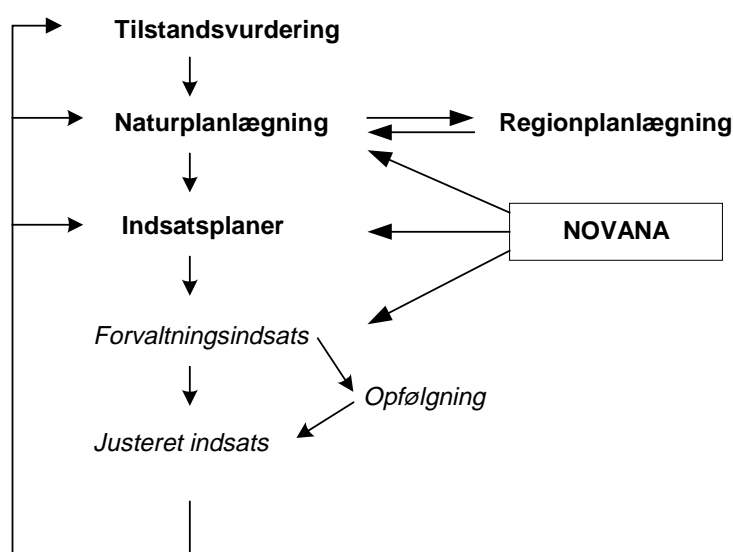 Tilstandsvurdering
Naturplanlægning
Regionplanlægning
Indsatsplaner
NOVANA
Forvaltningsindsats
Opfølgning
Justeret indsats